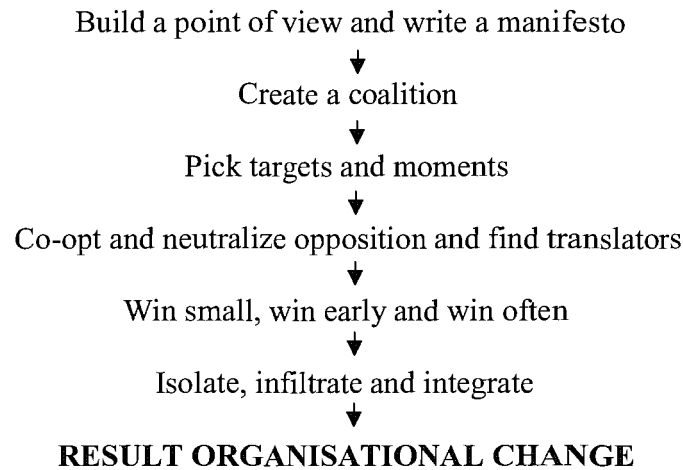 Build a point of view and write a manifesto
Create a coalition
Pick targets and moments
Co-opt and neutralize opposition and find translators
Win small, win early and win often
Isolate, infiltrate and integrate
RESULT ORGANISATIONAL CHANGE